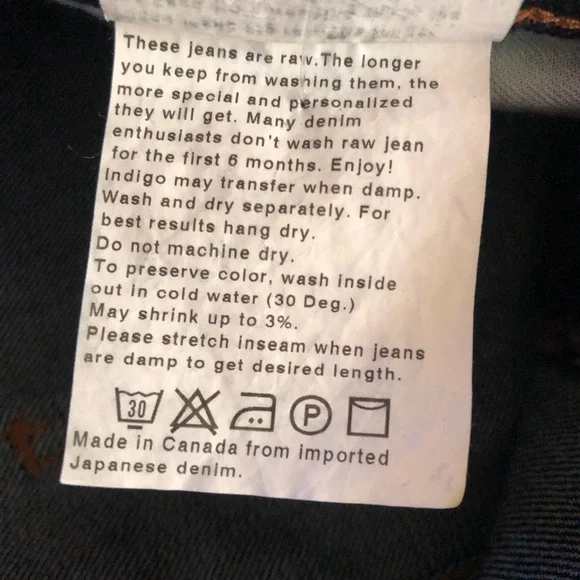 These jeans are raw.The longer
you keep from washing them, the
more special and personalized
they will get. Many denim
enthusiasts don't wash raw jean
for the first 6 months. Enjoy!
Indigo may transfer when damp.
Wash and dry separately. For
best results hang dry.
Do not machine dry.
To preserve color, wash inside
out in cold water (30 Deg.)
May shrink up to 3%.
Please stretch inseam when jeans
are damp to get desired length.
30 P
Made in Canada from imported
Japanese denim.